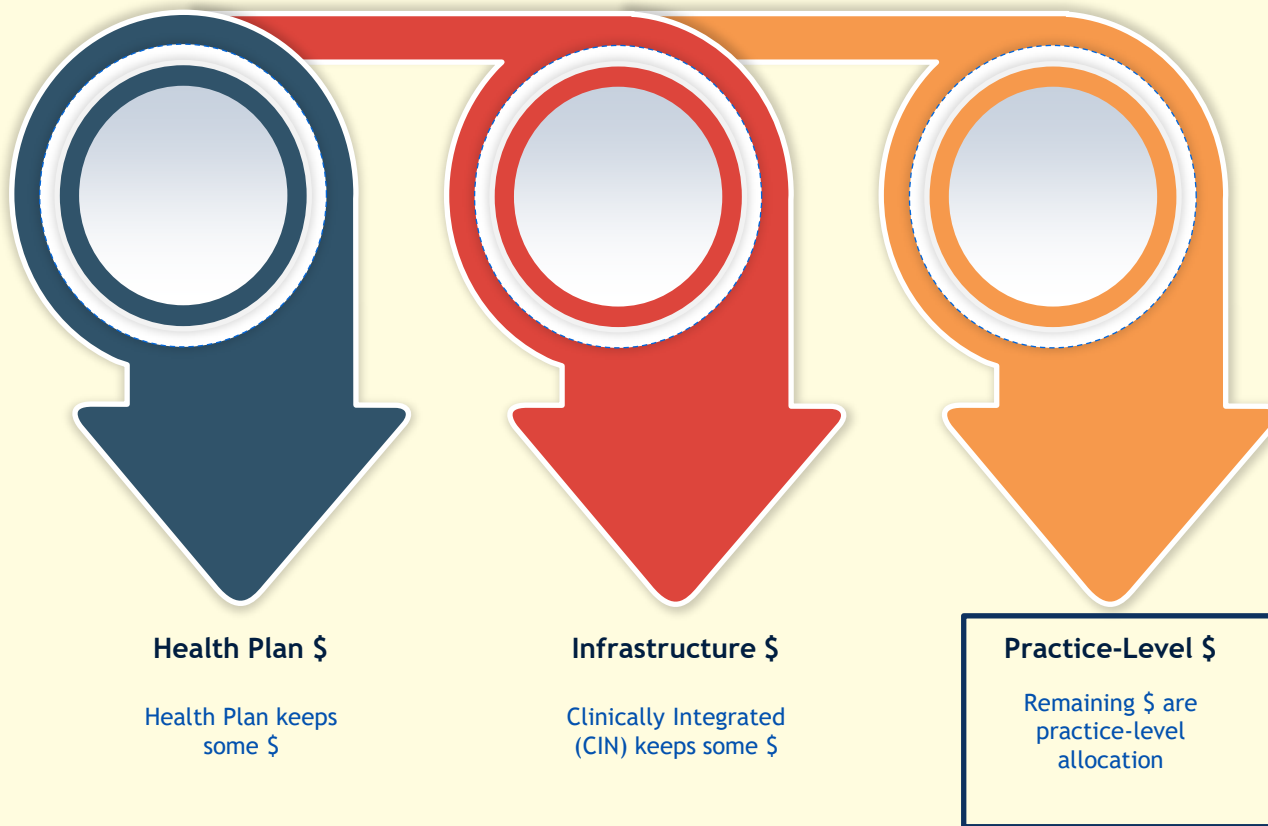 Health Plan $
Health Plan keeps
some $
Infrastructure $
Clinically Integrated
(CIN) keeps some $
Practice-Level $
Remaining $ are
practice-level
allocation